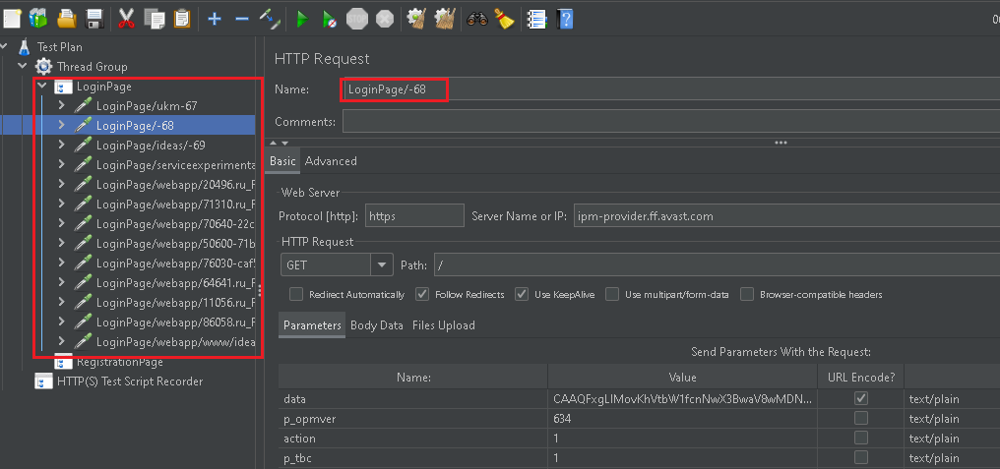 00
Test Plan
Thread Group
LoginPage
LoginPage/ukm-67
LoginPage/-68
LoginPage/ideas/-69
LoginPage/serviceexperimenta
LoginPage/webapp/20496.ru_F
LoginPage/webapp/71310.ru_F
LoginPage/webapp/70640-22c
LoginPage/webapp/50600-71b
LoginPage/webapp/76030-caf5
LoginPage/webapp/64641.ru_F
LoginPage/webapp/11056.ru_F
LoginPage/webapp/86058.ru_F
LoginPage/webapp/www/idea
RegistrationPage
HTTP(S) Test Script Recorder
HTTP Request
Name: LoginPage/-68
Comments:
Basic Advanced
Web Server
Protocol [http]: https Server Name or IP: ipm-provider.ff.avast.com
HTTP Request
GET Path: /
Redirect Automatically Follow Redirects Use KeepAlive Use multipart/form-data Browser-compatible headers
Parameters Body Data Files Upload
Send Parameters With the Request:
Name: Value URL Encode?
data CAAQFxgLIMovKhVtbW1fcnNwX3BwaV8wMDN... text/plain
p_opmver 634 text/plain
action 1 text/plain
p_tbc 1 text/plain